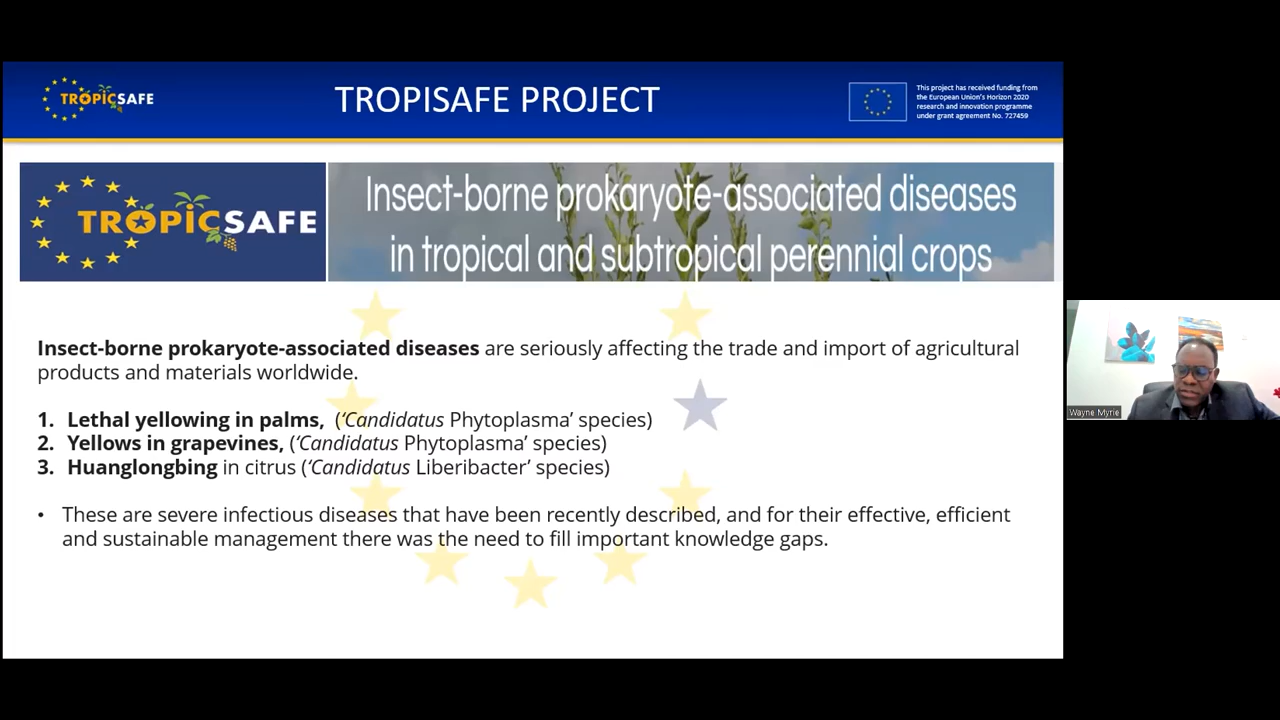 TROPICSAFE
TROPISAFE PROJECT
This project has received funding from
the European Union's Horizon 2020
research and innovation programme
under grant agreement No. 727459
TROPICSAFE
Insect-borne prokaryote-associated diseases
in tropical and subtropical perennial crops
Insect-borne prokaryote-associated diseases are seriously affecting the trade and import of agricultural
products and materials worldwide.
1. Lethal yellowing in palms, (‘Candidatus Phytoplasma’ species)
2. Yellows in grapevines, (‘Candidatus Phytoplasma’ species)
3. Huanglongbing in citrus (‘Candidatus Liberibacter’ species)
• These are severe infectious diseases that have been recently described, and for their effective, efficient
and sustainable management there was the need to fill important knowledge gaps.
Wayne Myrie